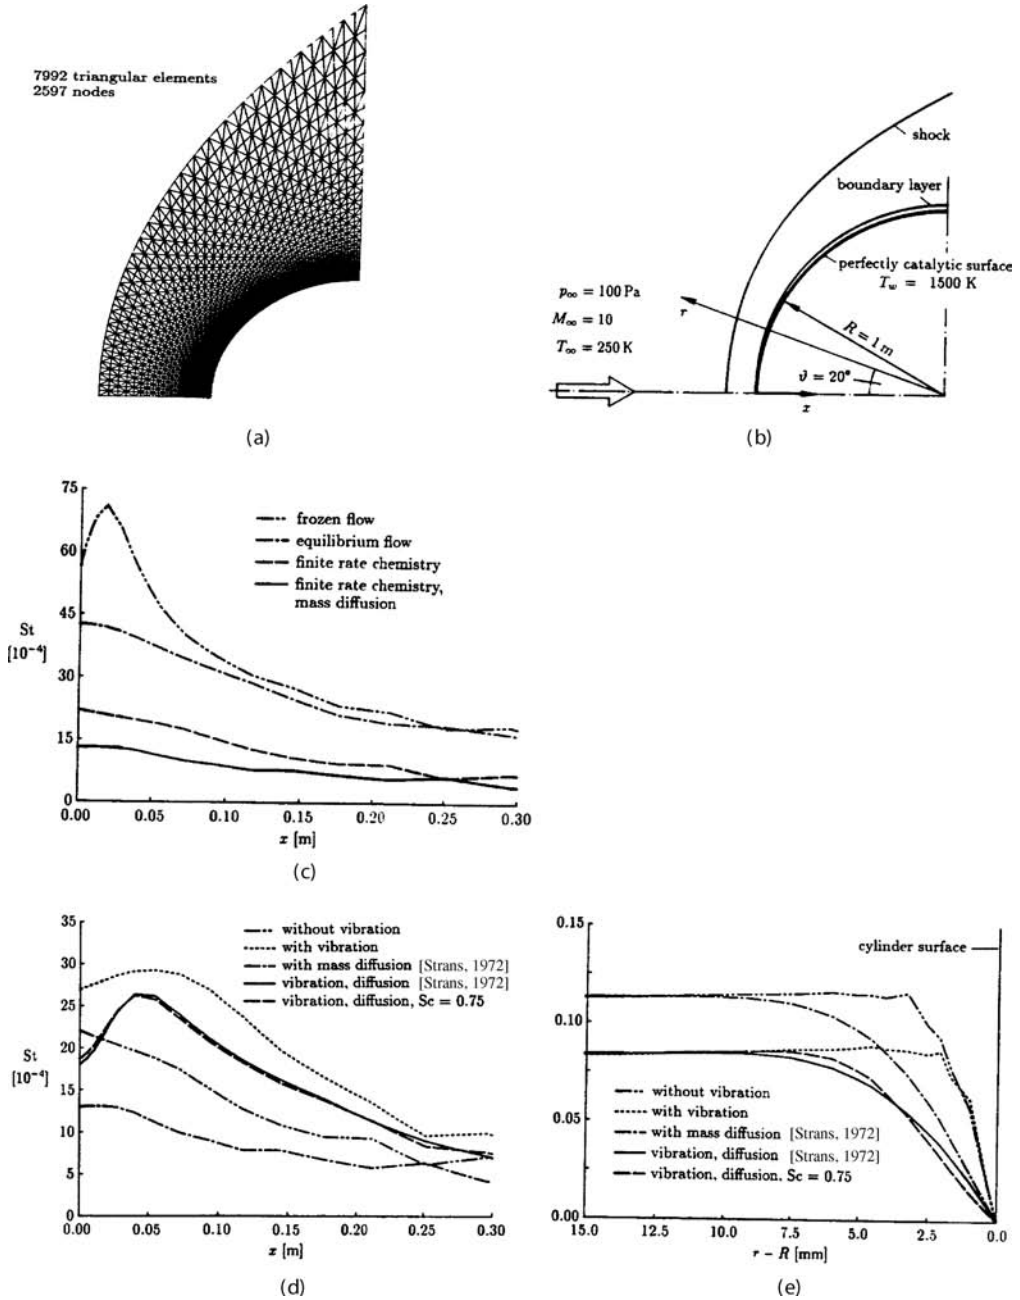 7992 triangular elements
2597 nodes
(a)
shock
boundary layer
perfectly catalytic surface
T_w = 1500 K
p_∞ = 100 Pa
M_∞ = 10
T_∞ = 250 K
r
R = 1 m
ϑ = 20°
x
(b)
75
60
45
30
15
0
St
[10⁻⁴]
frozen flow
equilibrium flow
finite rate chemistry
finite rate chemistry,
mass diffusion
0.00 0.05 0.10 0.15 0.20 0.25 0.30
x [m]
(c)
35
30
25
20
15
10
5
0
St
[10⁻⁴]
without vibration
with vibration
with mass diffusion [Strans, 1972]
vibration, diffusion [Strans, 1972]
vibration, diffusion, Sc = 0.75
0.00 0.05 0.10 0.15 0.20 0.25 0.30
x [m]
(d)
0.15
0.10
0.05
0.00
cylinder surface
without vibration
with vibration
with mass diffusion [Strans, 1972]
vibration, diffusion [Strans, 1972]
vibration, diffusion, Sc = 0.75
15.0 12.5 10.0 7.5 5.0 2.5 0.0
r - R [mm]
(e)